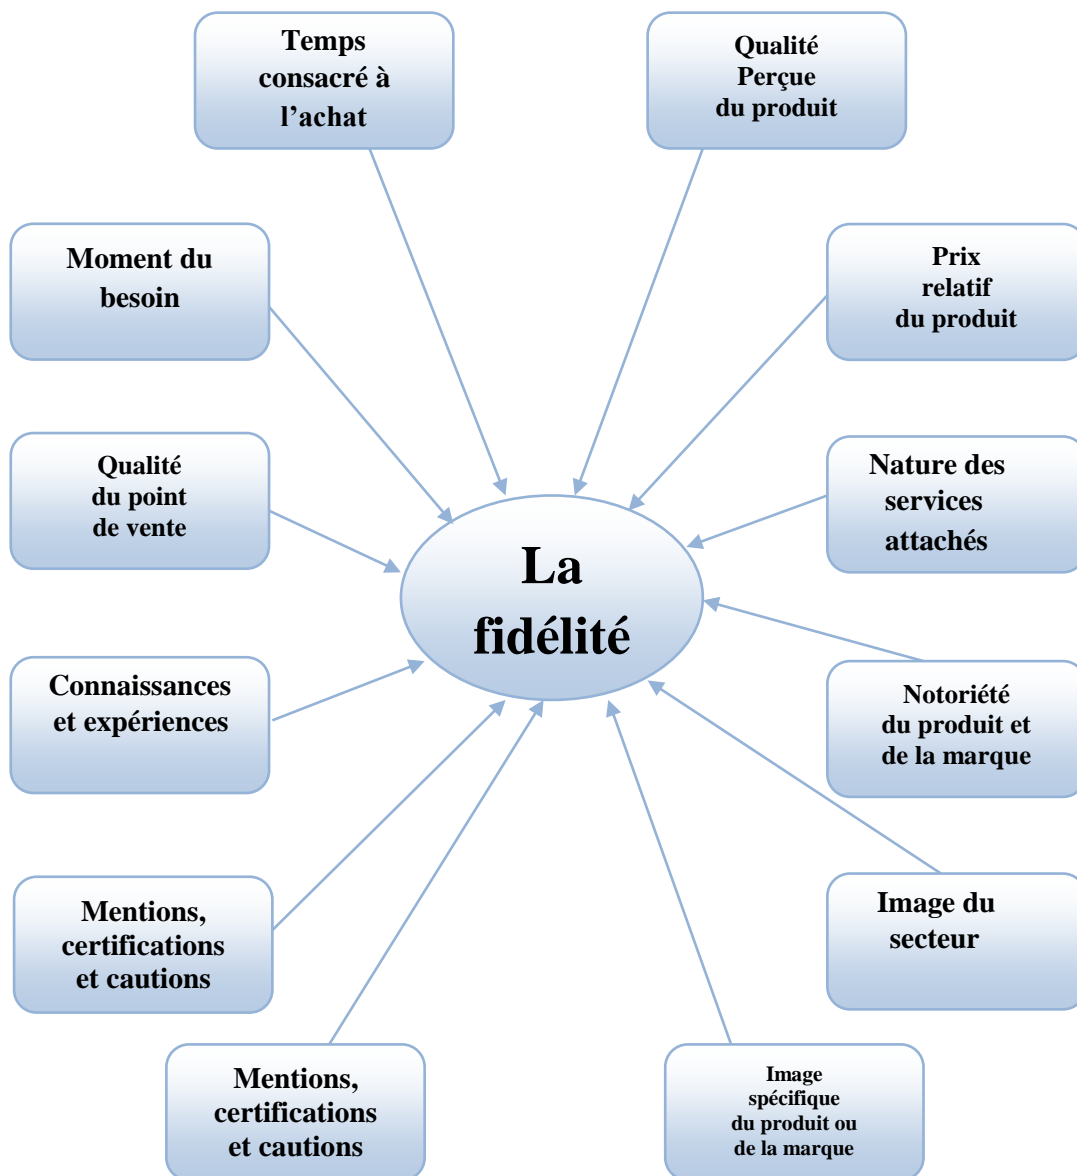 Temps
consacré à
l’achat
Qualité
Perçue
du produit
Moment du
besoin
Prix
relatif
du produit
Qualité
du point
de vente
Nature des
services
attachés
La
fidélité
Connaissances
et expériences
Notoriété
du produit et
de la marque
Mentions,
certifications
et cautions
Image du
secteur
Mentions,
certifications
et cautions
Image
spécifique
du produit ou
de la marque